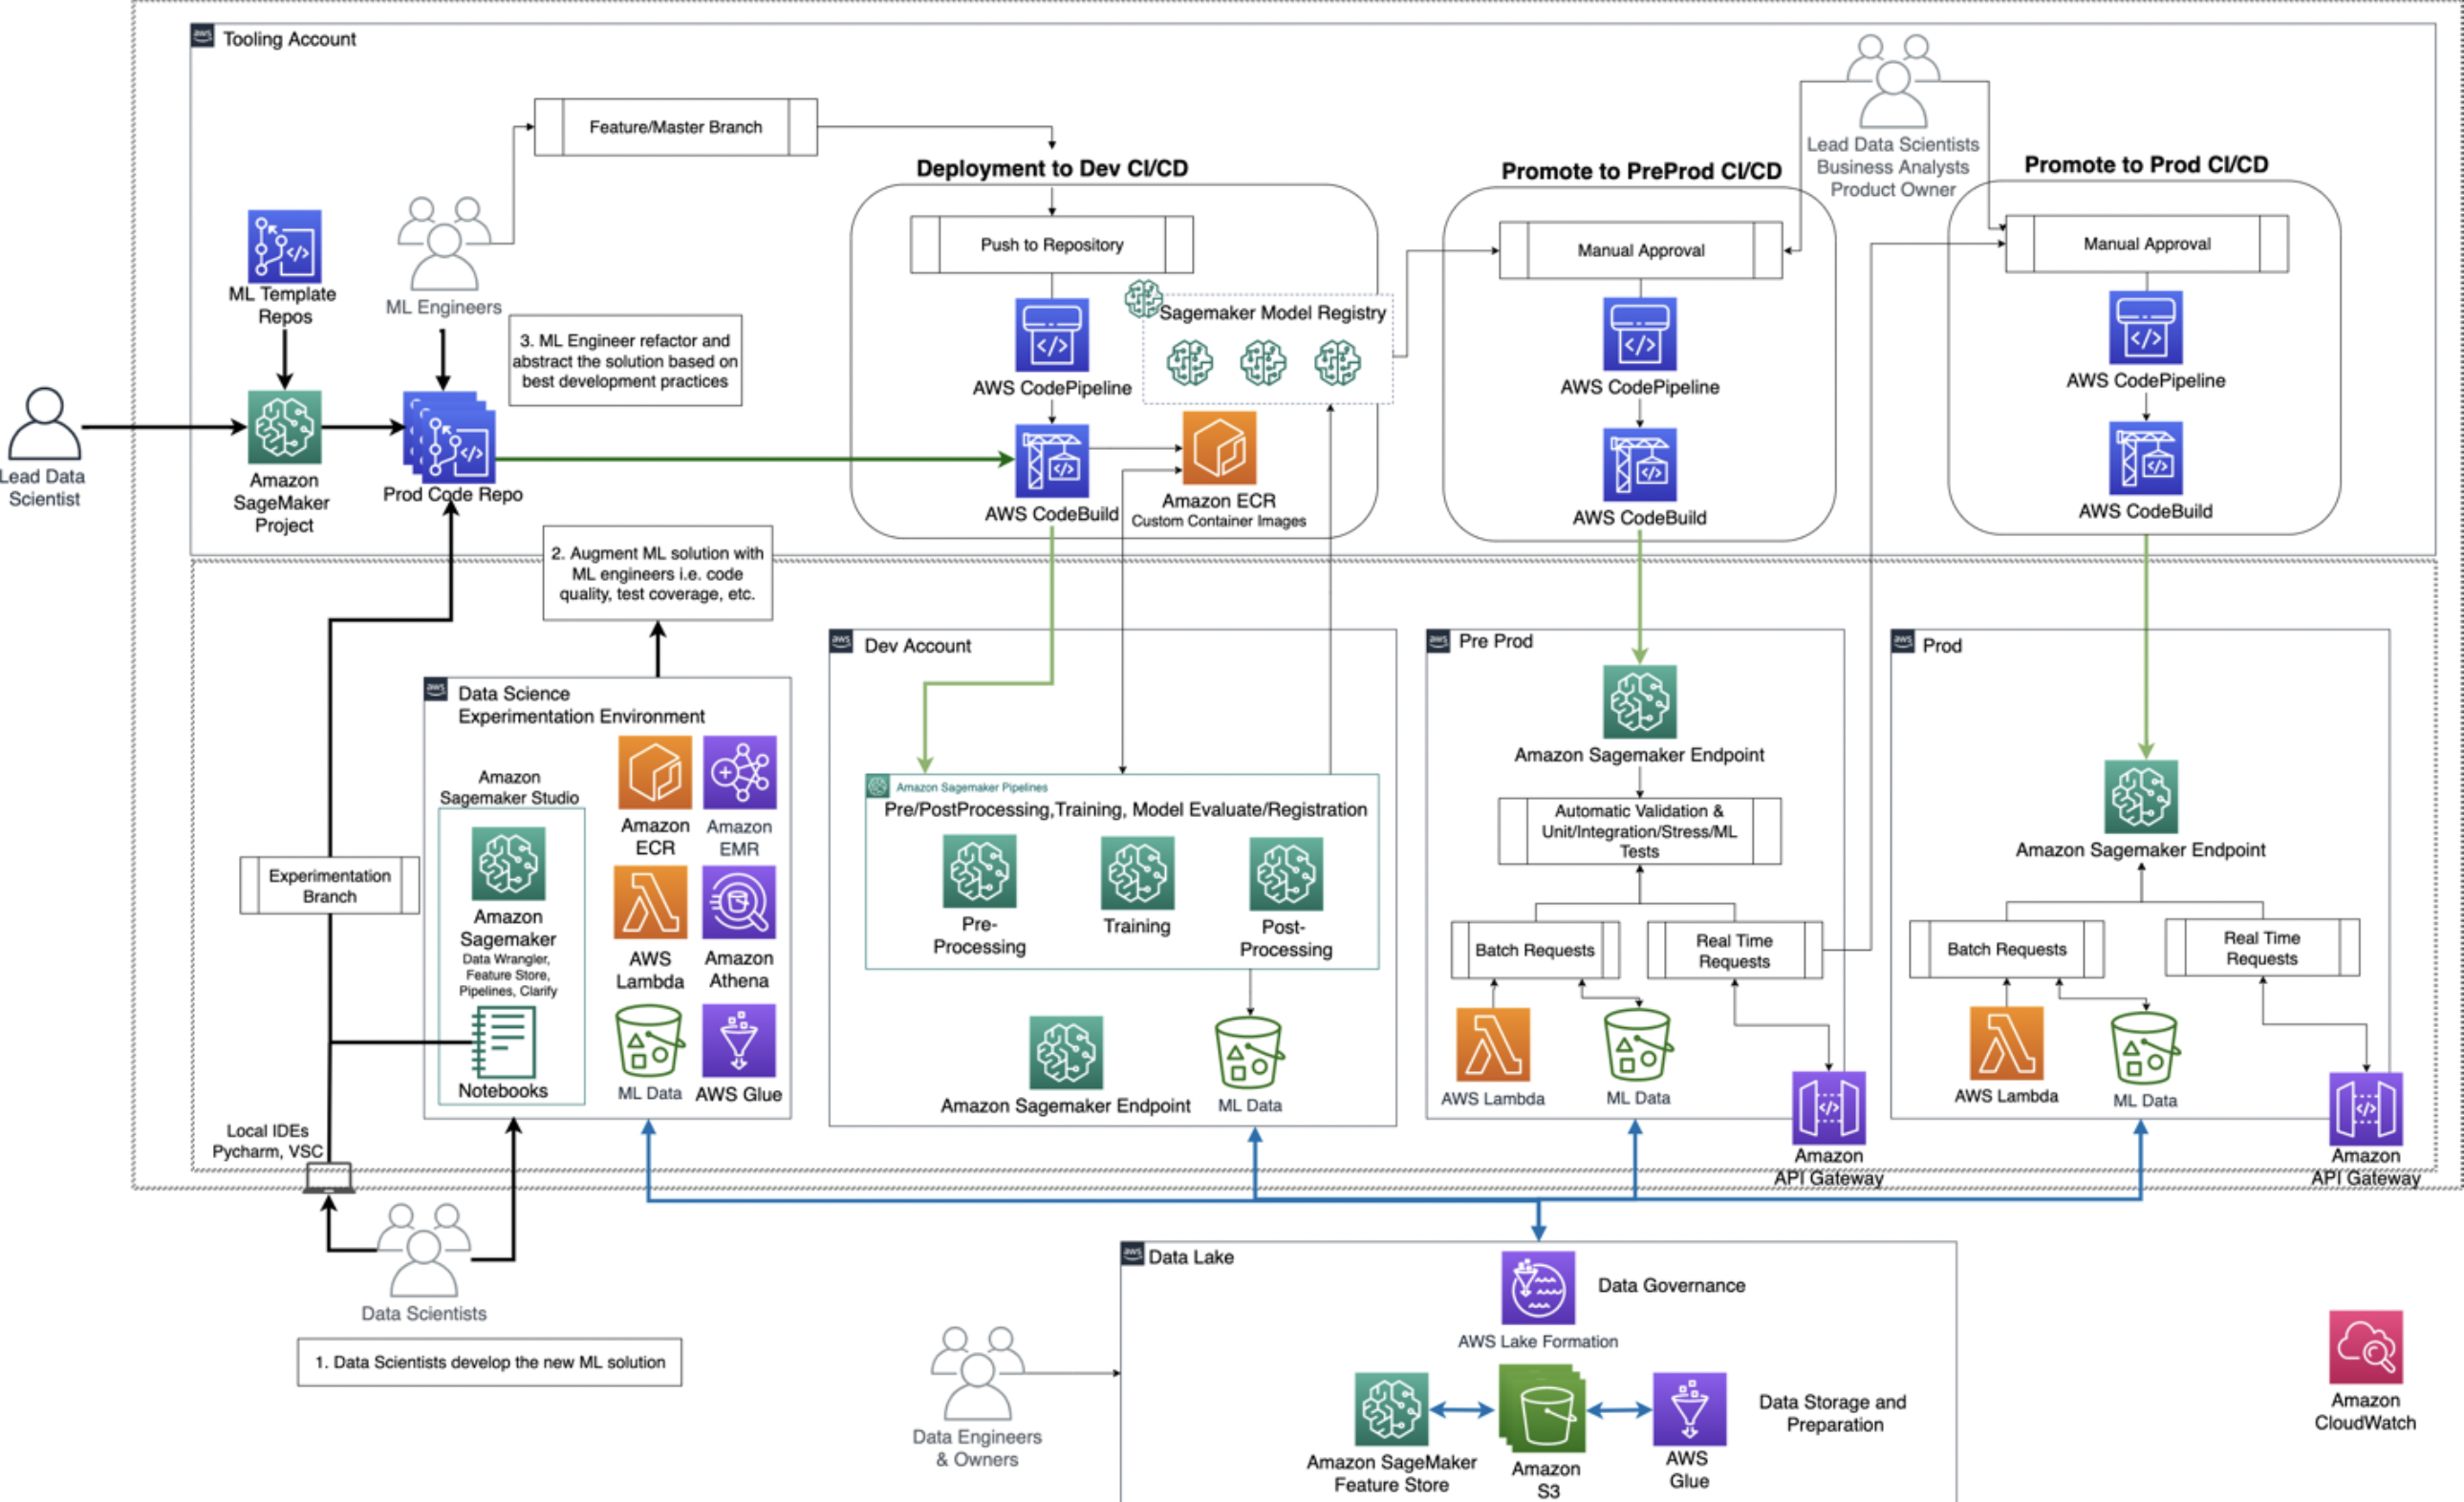 aws
Tooling Account
Feature/Master Branch
Deployment to Dev CI/CD
Promote to PreProd CI/CD
Lead Data Scientists
Business Analysts
Product Owner
Promote to Prod CI/CD
Push to Repository
Manual Approval
Manual Approval
ML Template
Repos
ML Engineers
3. ML Engineer refactor and
abstract the solution based on
best development practices
Sagemaker Model Registry
AWS CodePipeline
AWS CodePipeline
AWS CodePipeline
Lead Data
Scientist
Amazon
SageMaker
Project
Prod Code Repo
AWS CodeBuild
Amazon ECR
Custom Container Images
AWS CodeBuild
AWS CodeBuild
2. Augment ML solution with
ML engineers i.e. code
quality, test coverage, etc.
aws
Data Science
Experimentation Environment
Amazon
Sagemaker Studio
Amazon
Sagemaker
Data Wrangler,
Feature Store,
Pipelines, Clarify
Notebooks
Amazon
ECR
Amazon
EMR
AWS
Lambda
Amazon
Athena
ML Data
AWS Glue
Experimentation
Branch
Local IDEs
Pycharm, VSC
Data Scientists
1. Data Scientists develop the new ML solution
aws
Dev Account
Amazon Sagemaker Pipelines
Pre/PostProcessing,Training, Model Evaluate/Registration
Pre-
Processing
Training
Post-
Processing
Amazon Sagemaker Endpoint
ML Data
aws
Pre Prod
Amazon Sagemaker Endpoint
Automatic Validation &
Unit/Integration/Stress/ML
Tests
Batch Requests
Real Time
Requests
AWS Lambda
ML Data
Amazon
API Gateway
aws
Prod
Amazon Sagemaker Endpoint
Batch Requests
Real Time
Requests
AWS Lambda
ML Data
Amazon
API Gateway
aws
Data Lake
Data Governance
AWS Lake Formation
Data Engineers
& Owners
Amazon SageMaker
Feature Store
Amazon
S3
AWS
Glue
Data Storage and
Preparation
Amazon
CloudWatch